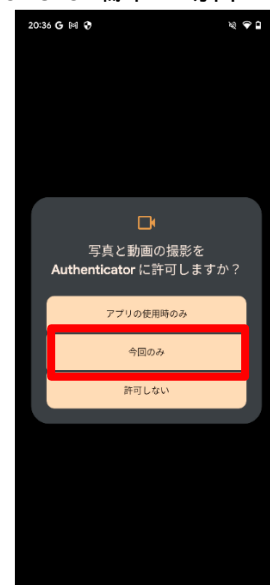 20:36 G
写真と動画の撮影を
Authenticator に許可しますか？
アプリの使用時のみ
今回のみ
許可しない